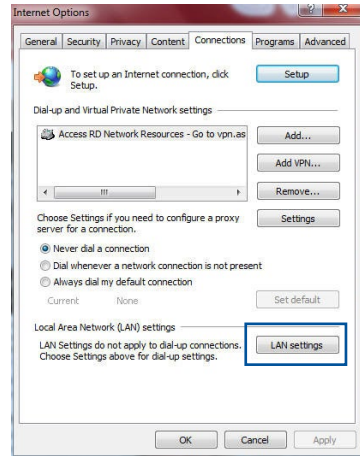 Internet Options
General Security Privacy Content Connections Programs Advanced
To set up an Internet connection, click
Setup.
Setup
Dial-up and Virtual Private Network settings
Access RD Network Resources - Go to vpn.as
Add...
Add VPN...
Remove...
Choose Settings if you need to configure a proxy
server for a connection.
Settings
Never dial a connection
Dial whenever a network connection is not present
Always dial my default connection
Current None
Set default
Local Area Network (LAN) settings
LAN Settings do not apply to dial-up connections.
Choose Settings above for dial-up settings.
LAN settings
OK Cancel Apply